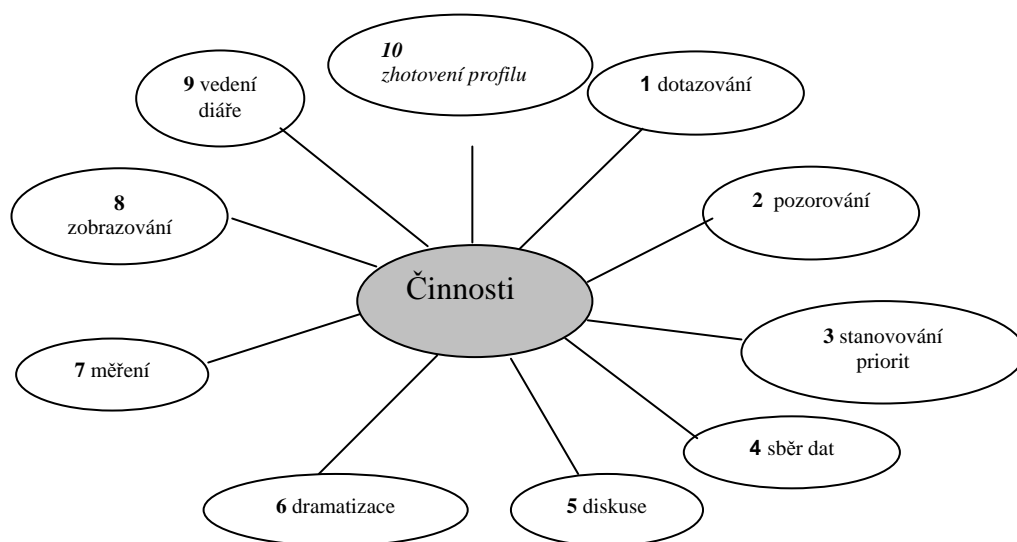 10
zhotovení profilu
1 dotazování
9 vedení
diáře
2 pozorování
8
zobrazování
Činnosti
3 stanovování
priorit
7 měření
4 sběr dat
6 dramatizace
5 diskuse